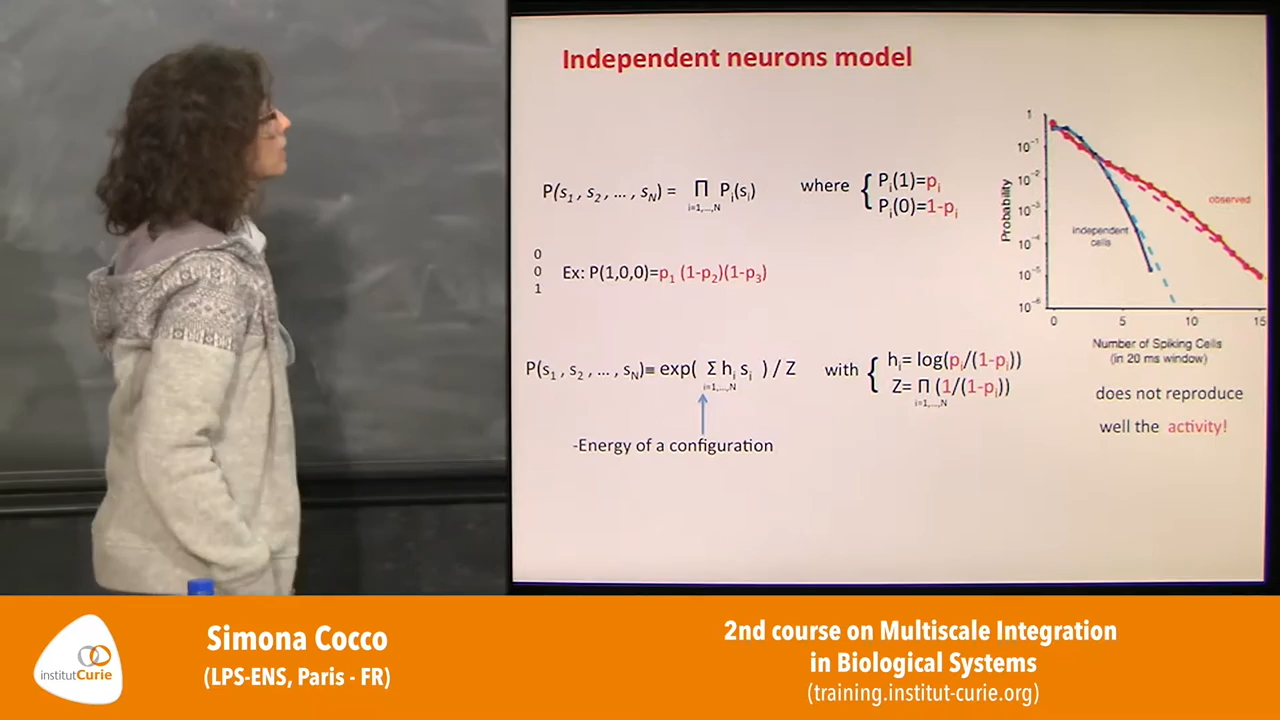 Independent neurons model
P(s1 , s2 , ... , sN) = Π Pi(si)
i=1,...,N
where { Pi(1)=pi
Pi(0)=1-pi
0
0
1
Ex: P(1,0,0)=p1 (1-p2)(1-p3)
P(s1 , s2 , ... , sN)≡ exp( Σ hi si ) / Z
i=1,...,N
with { hi= log(pi/(1-pi))
Z= Π (1/(1-pi))
i=1,...,N
-Energy of a configuration
Probability
1
10-1
10-2
10-3
10-4
10-5
10-6
observed
independent
cells
0 5 10 15
Number of Spiking Cells
(in 20 ms window)
does not reproduce
well the activity!
institutCurie
Simona Cocco
(LPS-ENS, Paris - FR)
2nd course on Multiscale Integration
in Biological Systems
(training.institut-curie.org)